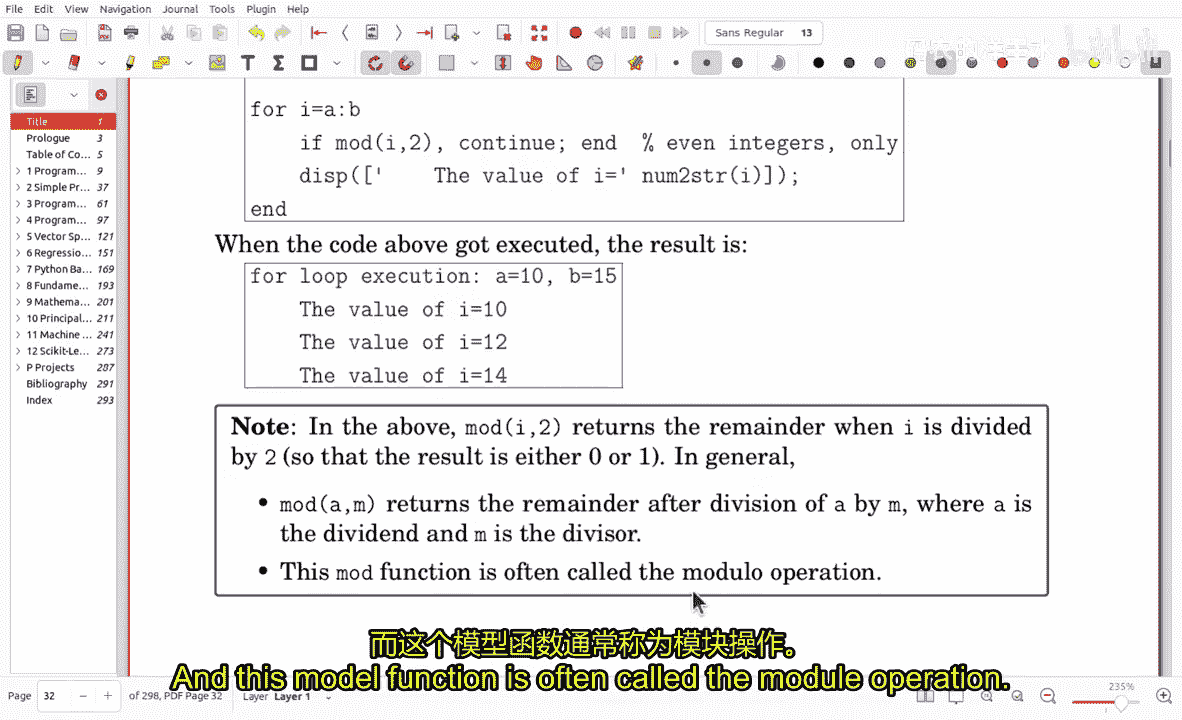 File Edit View Navigation Journal Tools Plugin Help
Sans Regular 13
Title 1
Prologue 3
Table of Co... 5
1 Program... 9
2 Simple Pr... 37
3 Program... 61
4 Program... 97
5 Vector Sp... 121
6 Regressio... 151
7 Python Ba... 169
8 Fundame... 193
9 Mathema... 201
10 Principal... 211
11 Machine ... 241
12 Scikit-Le... 273
P Projects 287
Bibliography 291
Index 293
for i=a:b
if mod(i,2), continue; end % even integers, only
disp(['    The value of i=' num2str(i)]);
end
When the code above got executed, the result is:
for loop execution: a=10, b=15
The value of i=10
The value of i=12
The value of i=14
Note: In the above, mod(i,2) returns the remainder when i is divided
by 2 (so that the result is either 0 or 1). In general,
• mod(a,m) returns the remainder after division of a by m, where a is
the dividend and m is the divisor.
• This mod function is often called the modulo operation.
而这个模型函数通常称为模块操作。
And this model function is often called the module operation.
Page 32 − + of 298, PDF Page 32 Layer Layer 1
235%